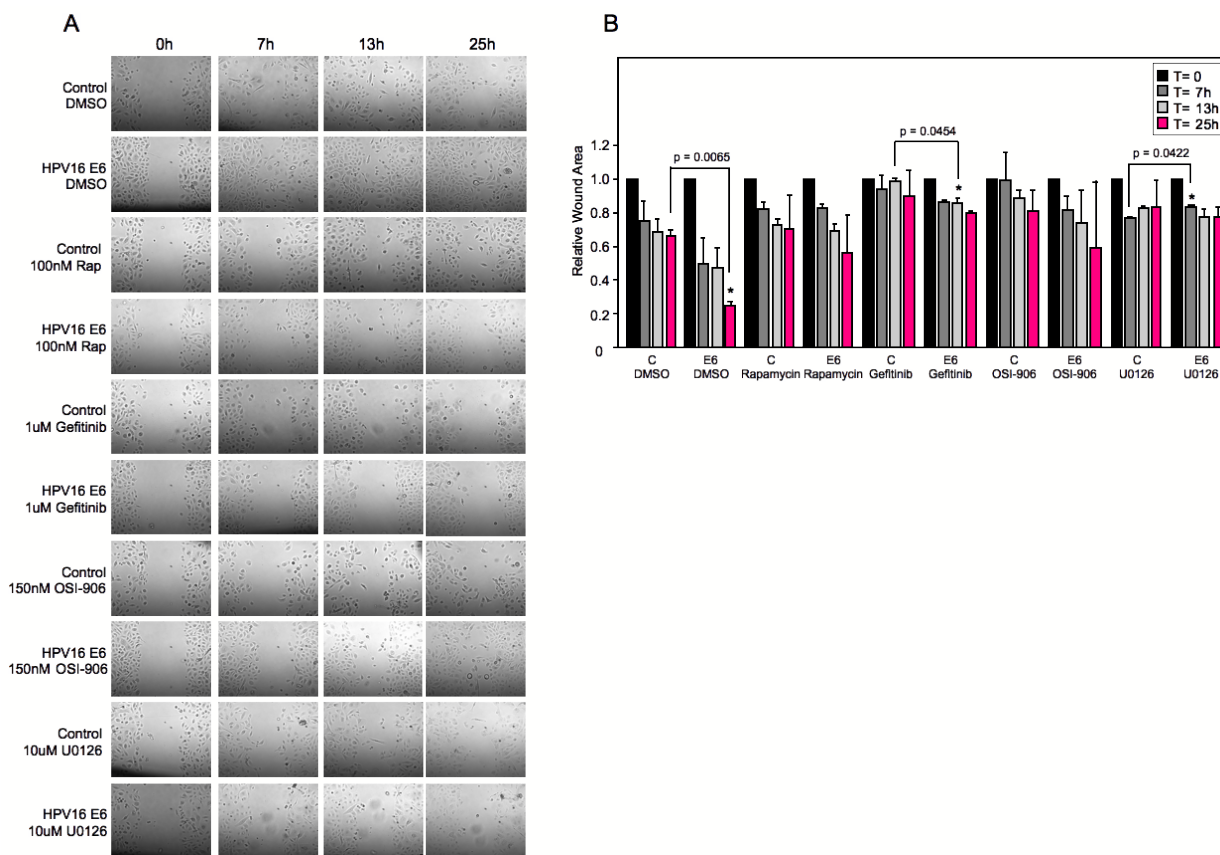 A
0h 7h 13h 25h
Control
DMSO
HPV16 E6
DMSO
Control
100nM Rap
HPV16 E6
100nM Rap
Control
1uM Gefitinib
HPV16 E6
1uM Gefitinib
Control
150nM OSI-906
HPV16 E6
150nM OSI-906
Control
10uM U0126
HPV16 E6
10uM U0126
B
T= 0
T= 7h
T= 13h
T= 25h
p = 0.0454
p = 0.0065
p = 0.0422
*
*
*
Relative Wound Area
1.2
1.0
0.8
0.6
0.4
0.2
0
C E6 C E6 C E6 C E6 C E6
DMSO DMSO Rapamycin Rapamycin Gefitinib Gefitinib OSI-906 OSI-906 U0126 U0126